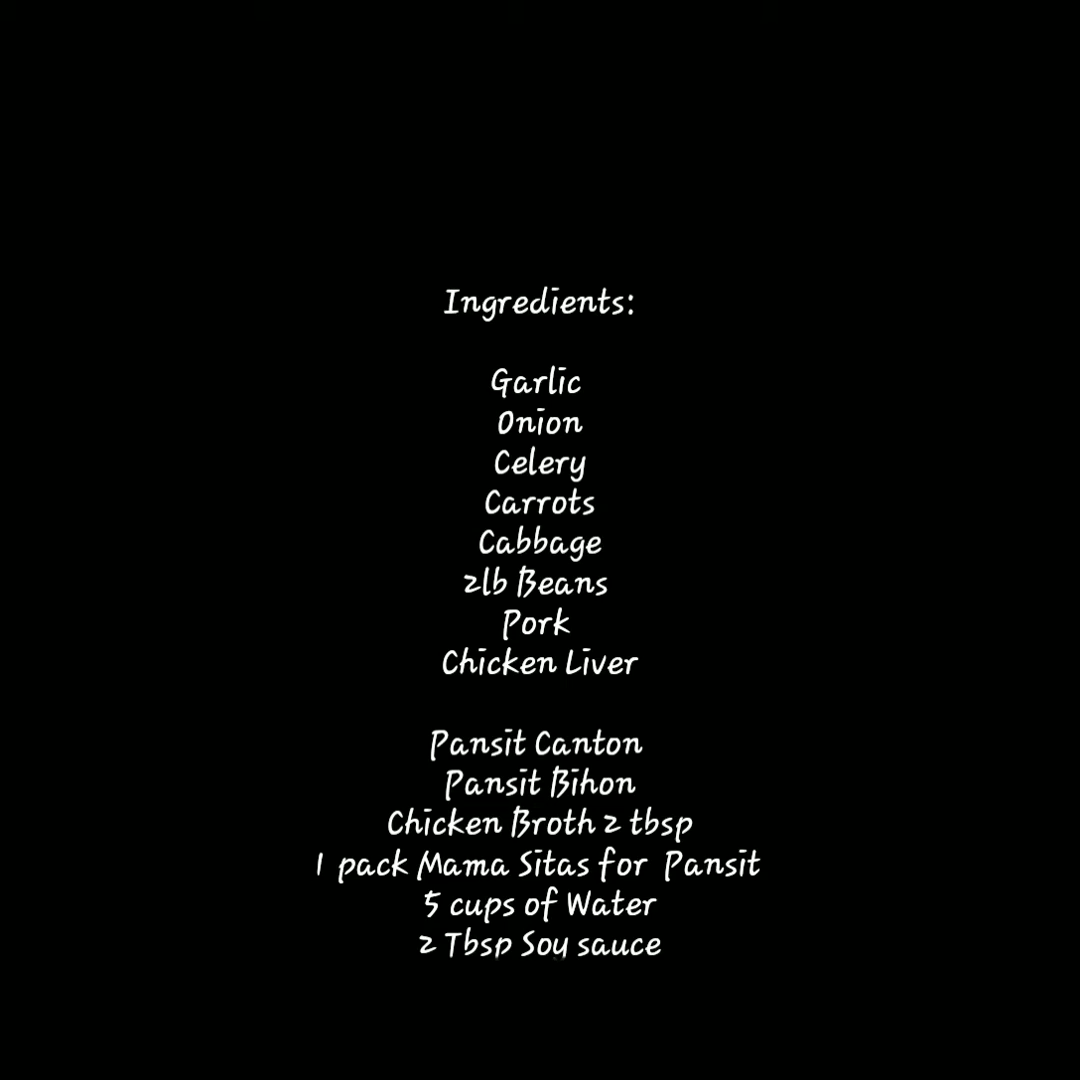 Ingredients:
Garlic
Onion
Celery
Carrots
Cabbage
2lb Beans
Pork
Chicken Liver
Pansit Canton
Pansit Bihon
Chicken Broth 2 tbsp
1 pack Mama Sitas for Pansit
5 cups of Water
2 Tbsp Soy sauce